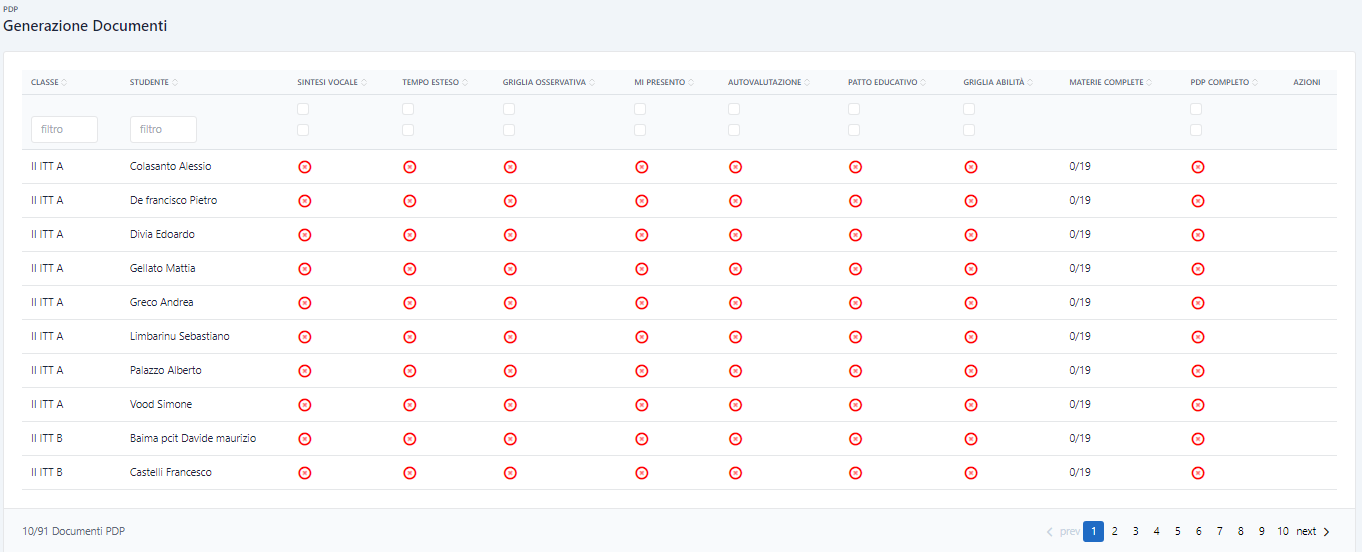 PDP
Generazione Documenti
CLASSE STUDENTE SINTESI VOCALE TEMPO ESTESO GRIGLIA OSSERVATIVA MI PRESENTO AUTOVALUTAZIONE PATTO EDUCATIVO GRIGLIA ABILITÀ MATERIE COMPLETE PDP COMPLETO AZIONI
filtro filtro
II ITT A Colasanto Alessio 0/19
II ITT A De francisco Pietro 0/19
II ITT A Divia Edoardo 0/19
II ITT A Gellato Mattia 0/19
II ITT A Greco Andrea 0/19
II ITT A Limbarinu Sebastiano 0/19
II ITT A Palazzo Alberto 0/19
II ITT A Vood Simone 0/19
II ITT B Baima pcit Davide maurizio 0/19
II ITT B Castelli Francesco 0/19
10/91 Documenti PDP prev 1 2 3 4 5 6 7 8 9 10 next